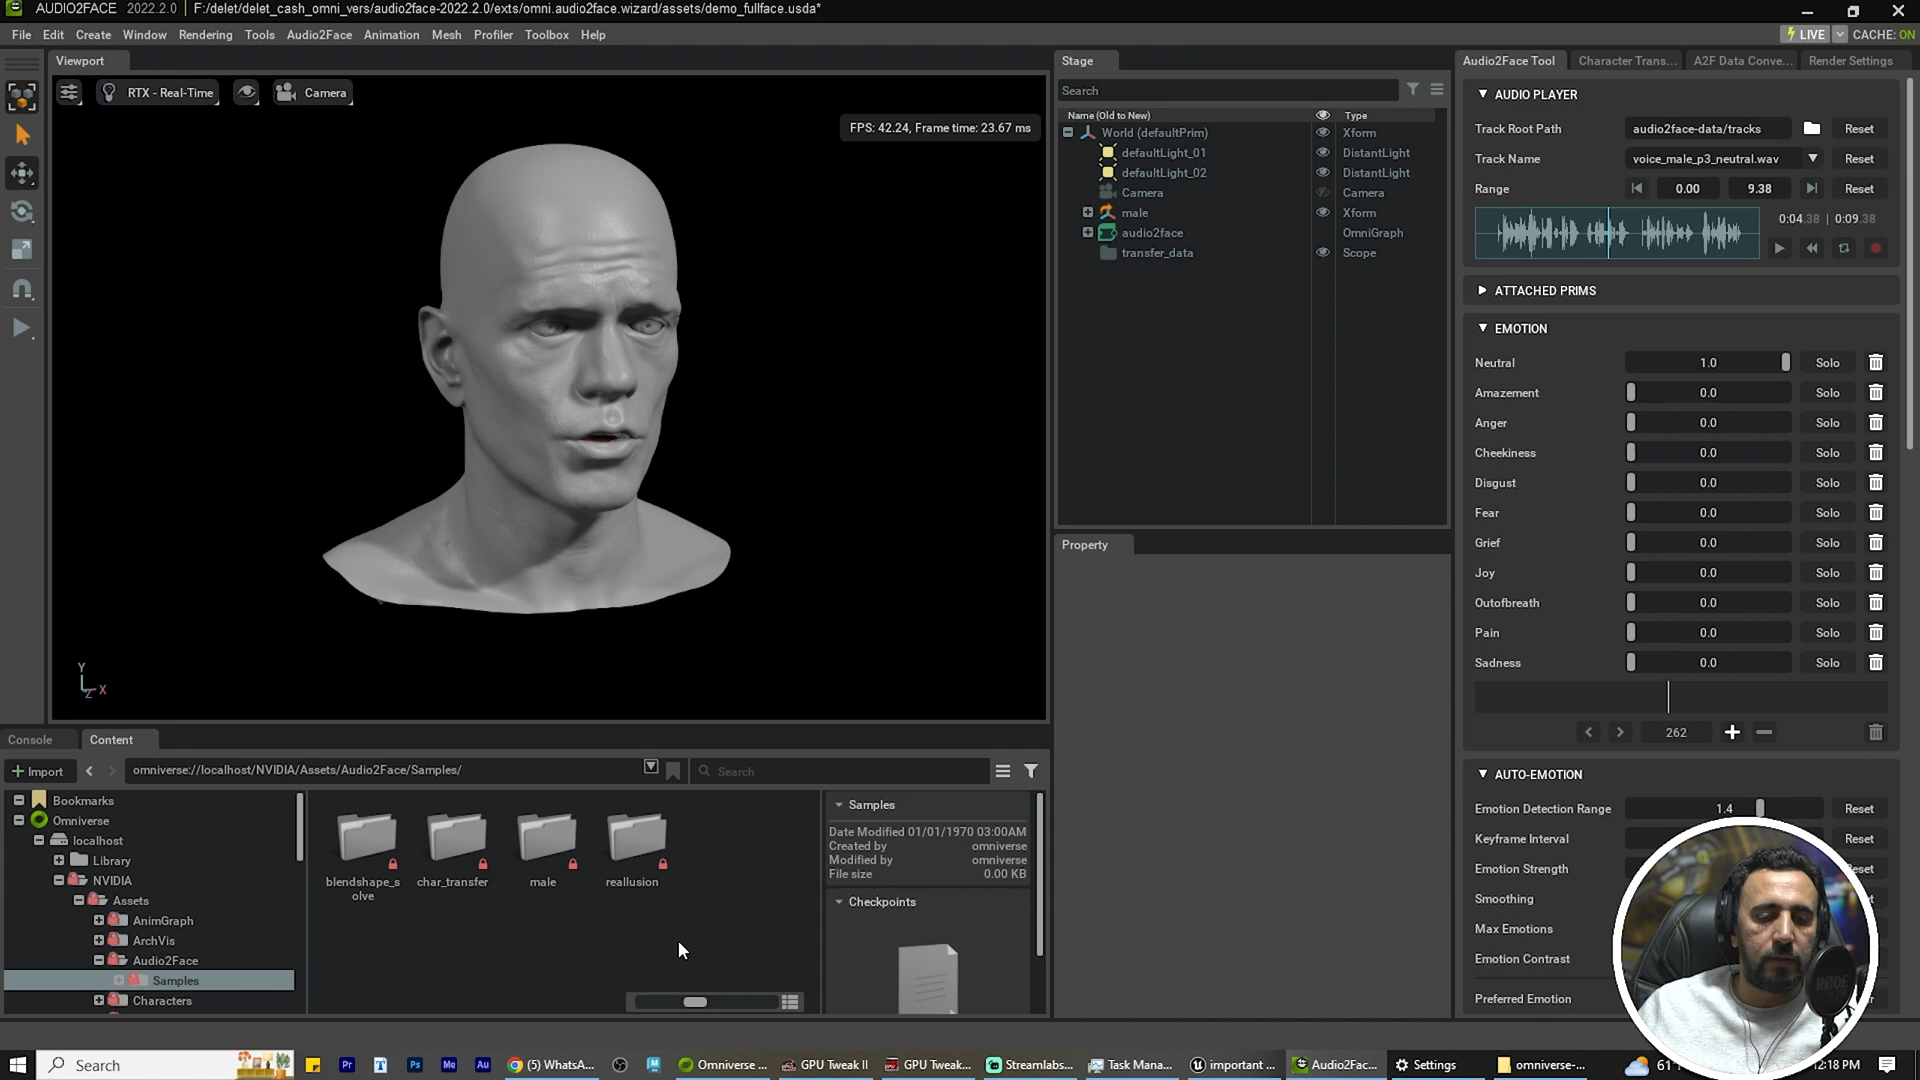 AUDIO2FACE 2022.2.0 F:/delet/delet_cash_omni_vers/audio2face-2022.2.0/exts/omni.audio2face.wizard/assets/demo_fullface.usda*
File Edit Create Window Rendering Tools Audio2Face Animation Mesh Profiler Toolbox Help
LIVE CACHE: ON
Viewport
RTX - Real-Time Camera
FPS: 42.24, Frame time: 23.67 ms
Y
Z X
Stage
Search
Name (Old to New) Type
World (defaultPrim) Xform
defaultLight_01 DistantLight
defaultLight_02 DistantLight
Camera Camera
male Xform
audio2face OmniGraph
transfer_data Scope
Property
Audio2Face Tool Character Trans... A2F Data Conve... Render Settings
AUDIO PLAYER
Track Root Path audio2face-data/tracks Reset
Track Name voice_male_p3_neutral.wav Reset
Range 0.00 9.38 Reset
0:04.38 | 0:09.38
ATTACHED PRIMS
EMOTION
Neutral 1.0 Solo
Amazement 0.0 Solo
Anger 0.0 Solo
Cheekiness 0.0 Solo
Disgust 0.0 Solo
Fear 0.0 Solo
Grief 0.0 Solo
Joy 0.0 Solo
Outofbreath 0.0 Solo
Pain 0.0 Solo
Sadness 0.0 Solo
262
AUTO-EMOTION
Emotion Detection Range 1.4 Reset
Keyframe Interval Reset
Emotion Strength
Smoothing
Max Emotions
Emotion Contrast
Preferred Emotion
RØDE
Console Content
Import omniverse://localhost/NVIDIA/Assets/Audio2Face/Samples/ Search
Bookmarks
Omniverse
localhost
Library
NVIDIA
Assets
AnimGraph
ArchVis
Audio2Face
Samples
Characters
blendshape_s
olve
char_transfer
male
reallusion
Samples
Date Modified 01/01/1970 03:00AM
Created by omniverse
Modified by omniverse
File size 0.00 KB
Checkpoints
Search Pr T Ps Me Au (5) WhatsA... Omniverse ... GPU Tweak II GPU Tweak... Streamlabs... Task Mana... important ... Audio2Fac... Settings omniverse-... 61° 12:18 PM